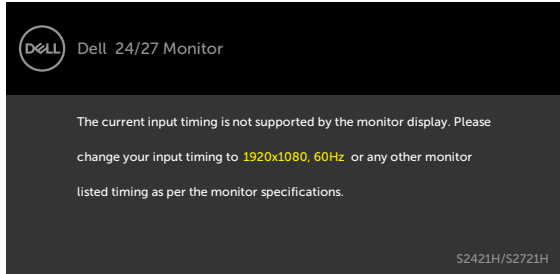 DELL
Dell 24/27 Monitor
The current input timing is not supported by the monitor display. Please
change your input timing to 1920x1080, 60Hz or any other monitor
listed timing as per the monitor specifications.
S2421H/S2721H